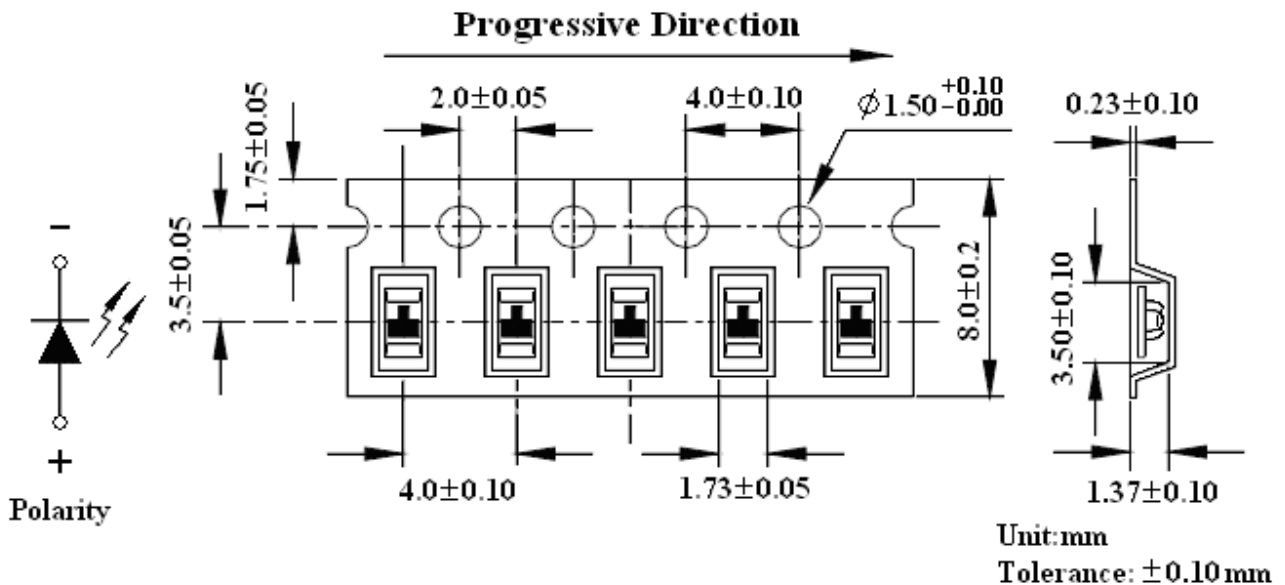 Progressive Direction
2.0±0.05
4.0±0.10
ϕ1.50 +0.10 -0.00
0.23±0.10
1.75±0.05
3.5±0.05
8.0±0.2
3.50±0.10
-
+
Polarity
4.0±0.10
1.73±0.05
1.37±0.10
Unit:mm
Tolerance: ±0.10mm